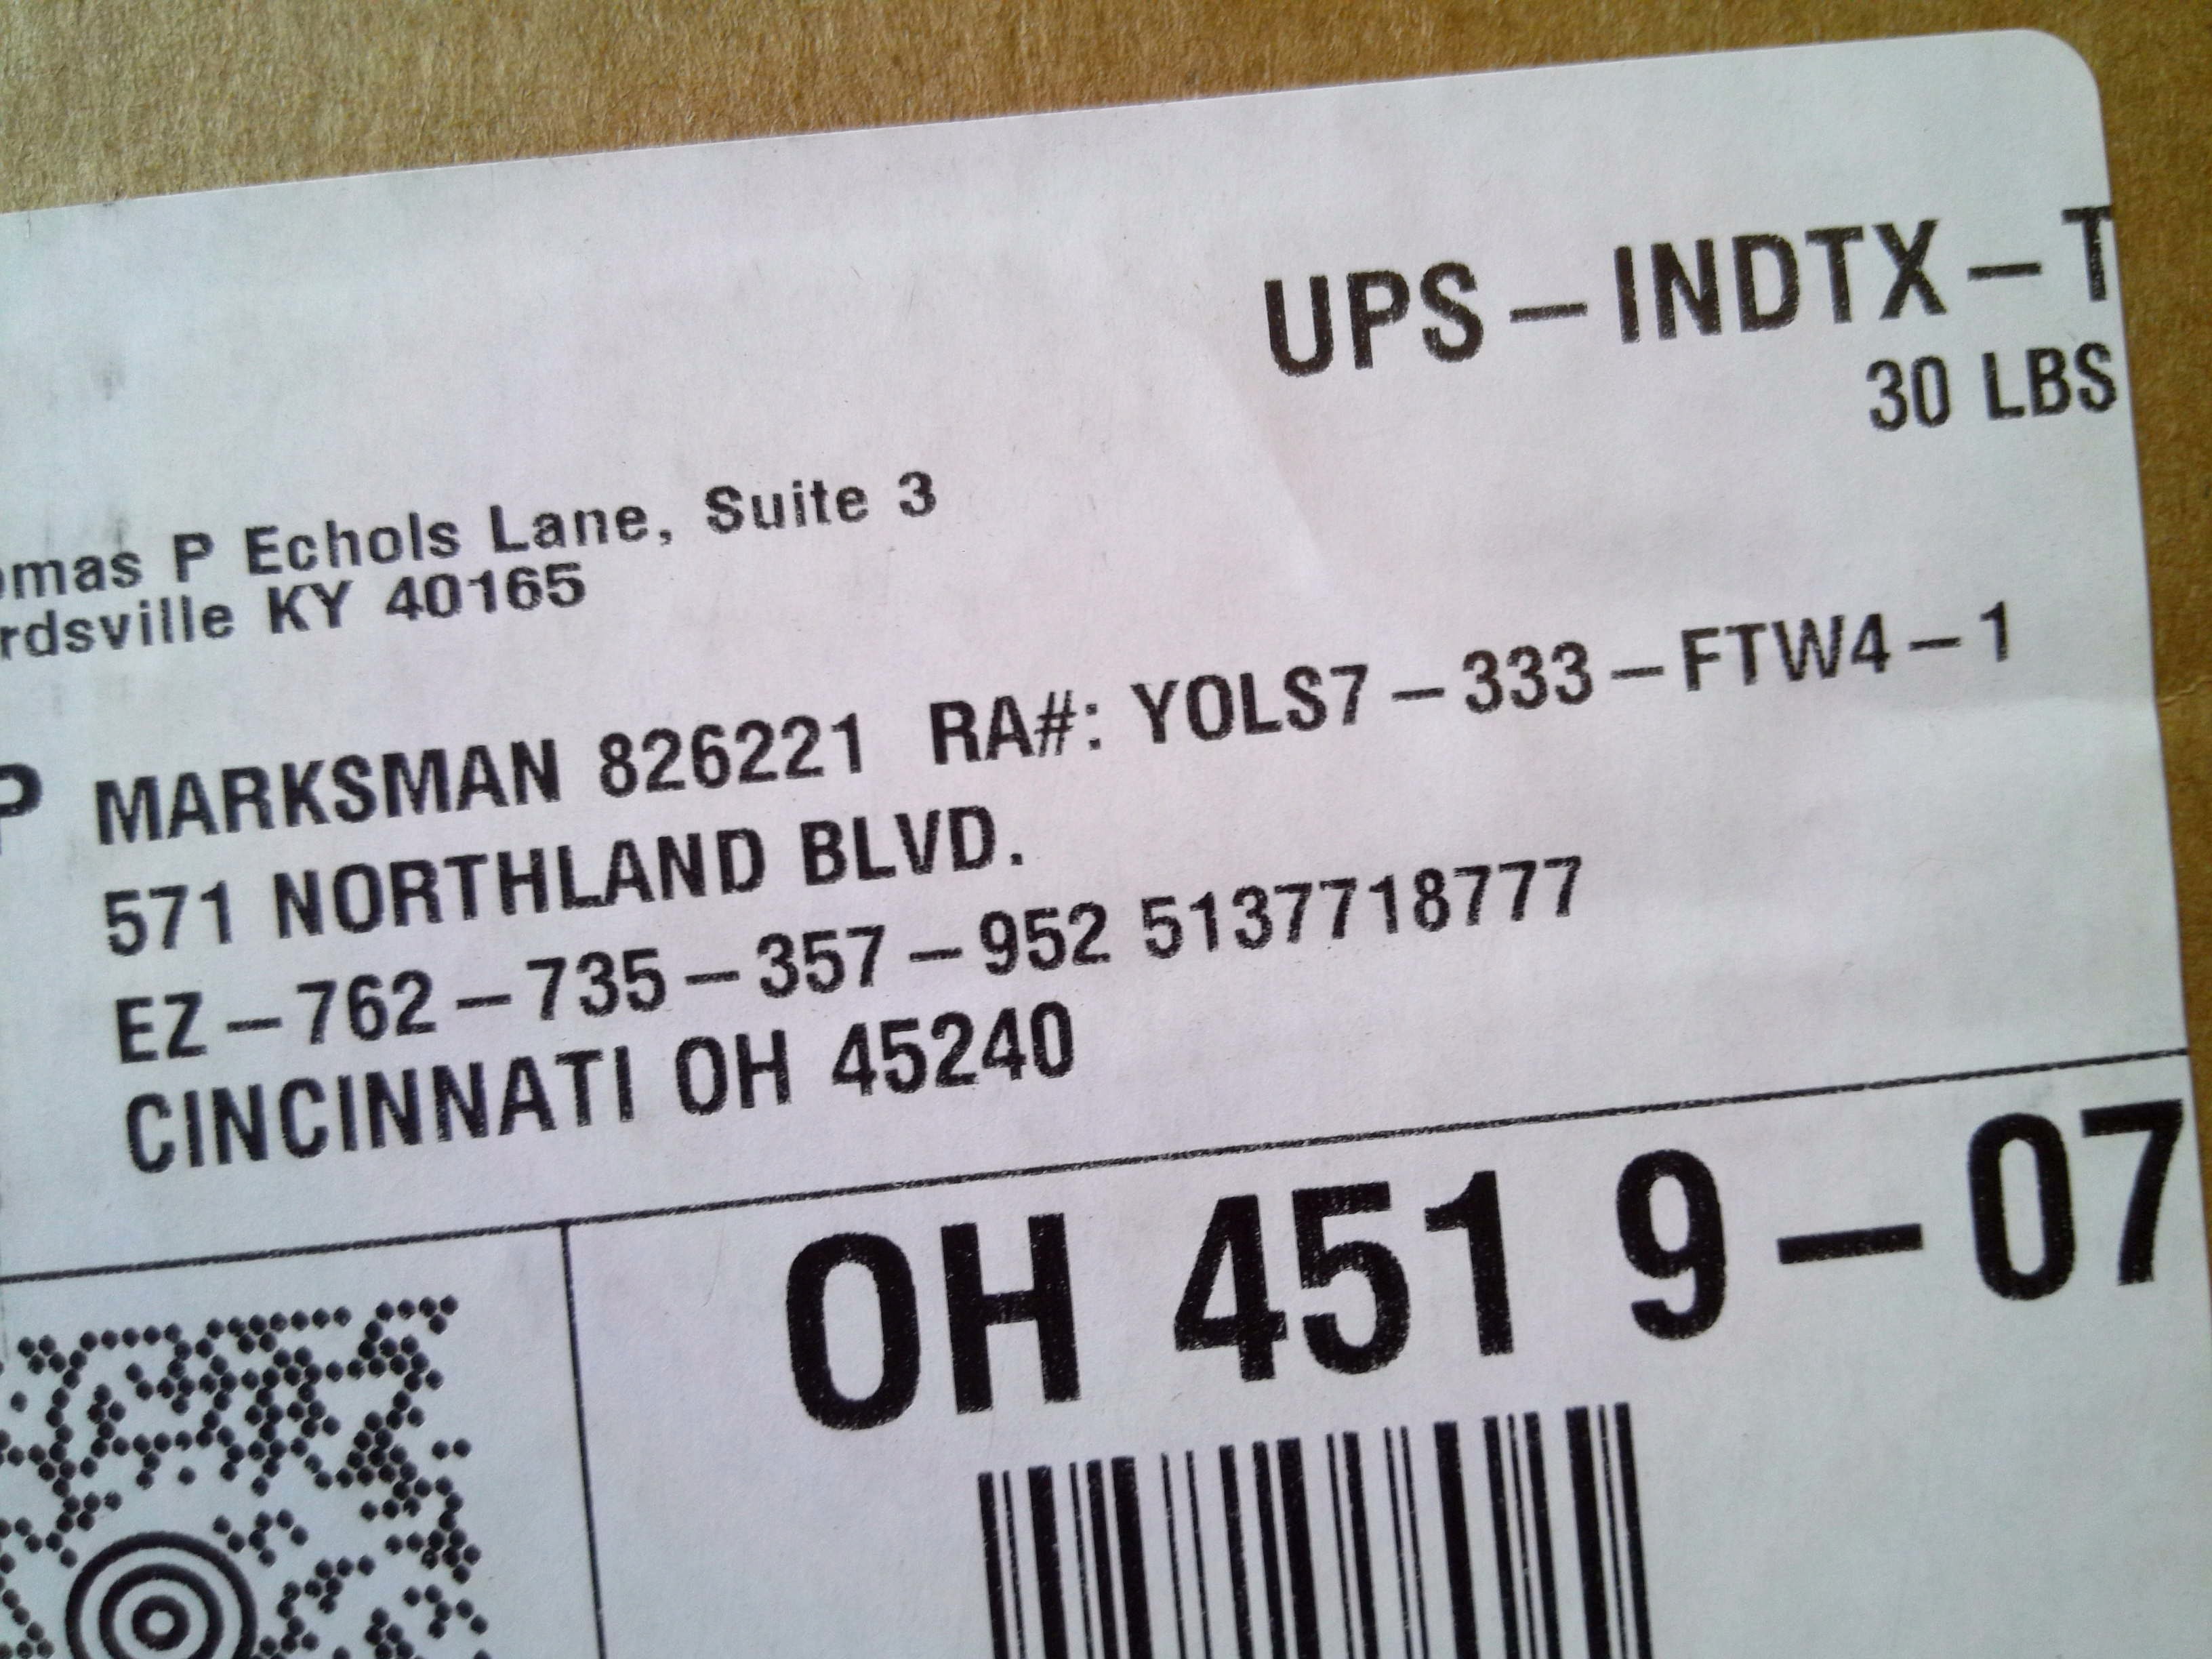 UPS-INDTX-T
30 LBS
omas P Echols Lane, Suite 3
rdsville KY 40165
P MARKSMAN 826221 RA#: YOLS7-333-FTW4-1
571 NORTHLAND BLVD.
EZ-762-735-357-952 5137718777
CINCINNATI OH 45240
OH 451 9-07